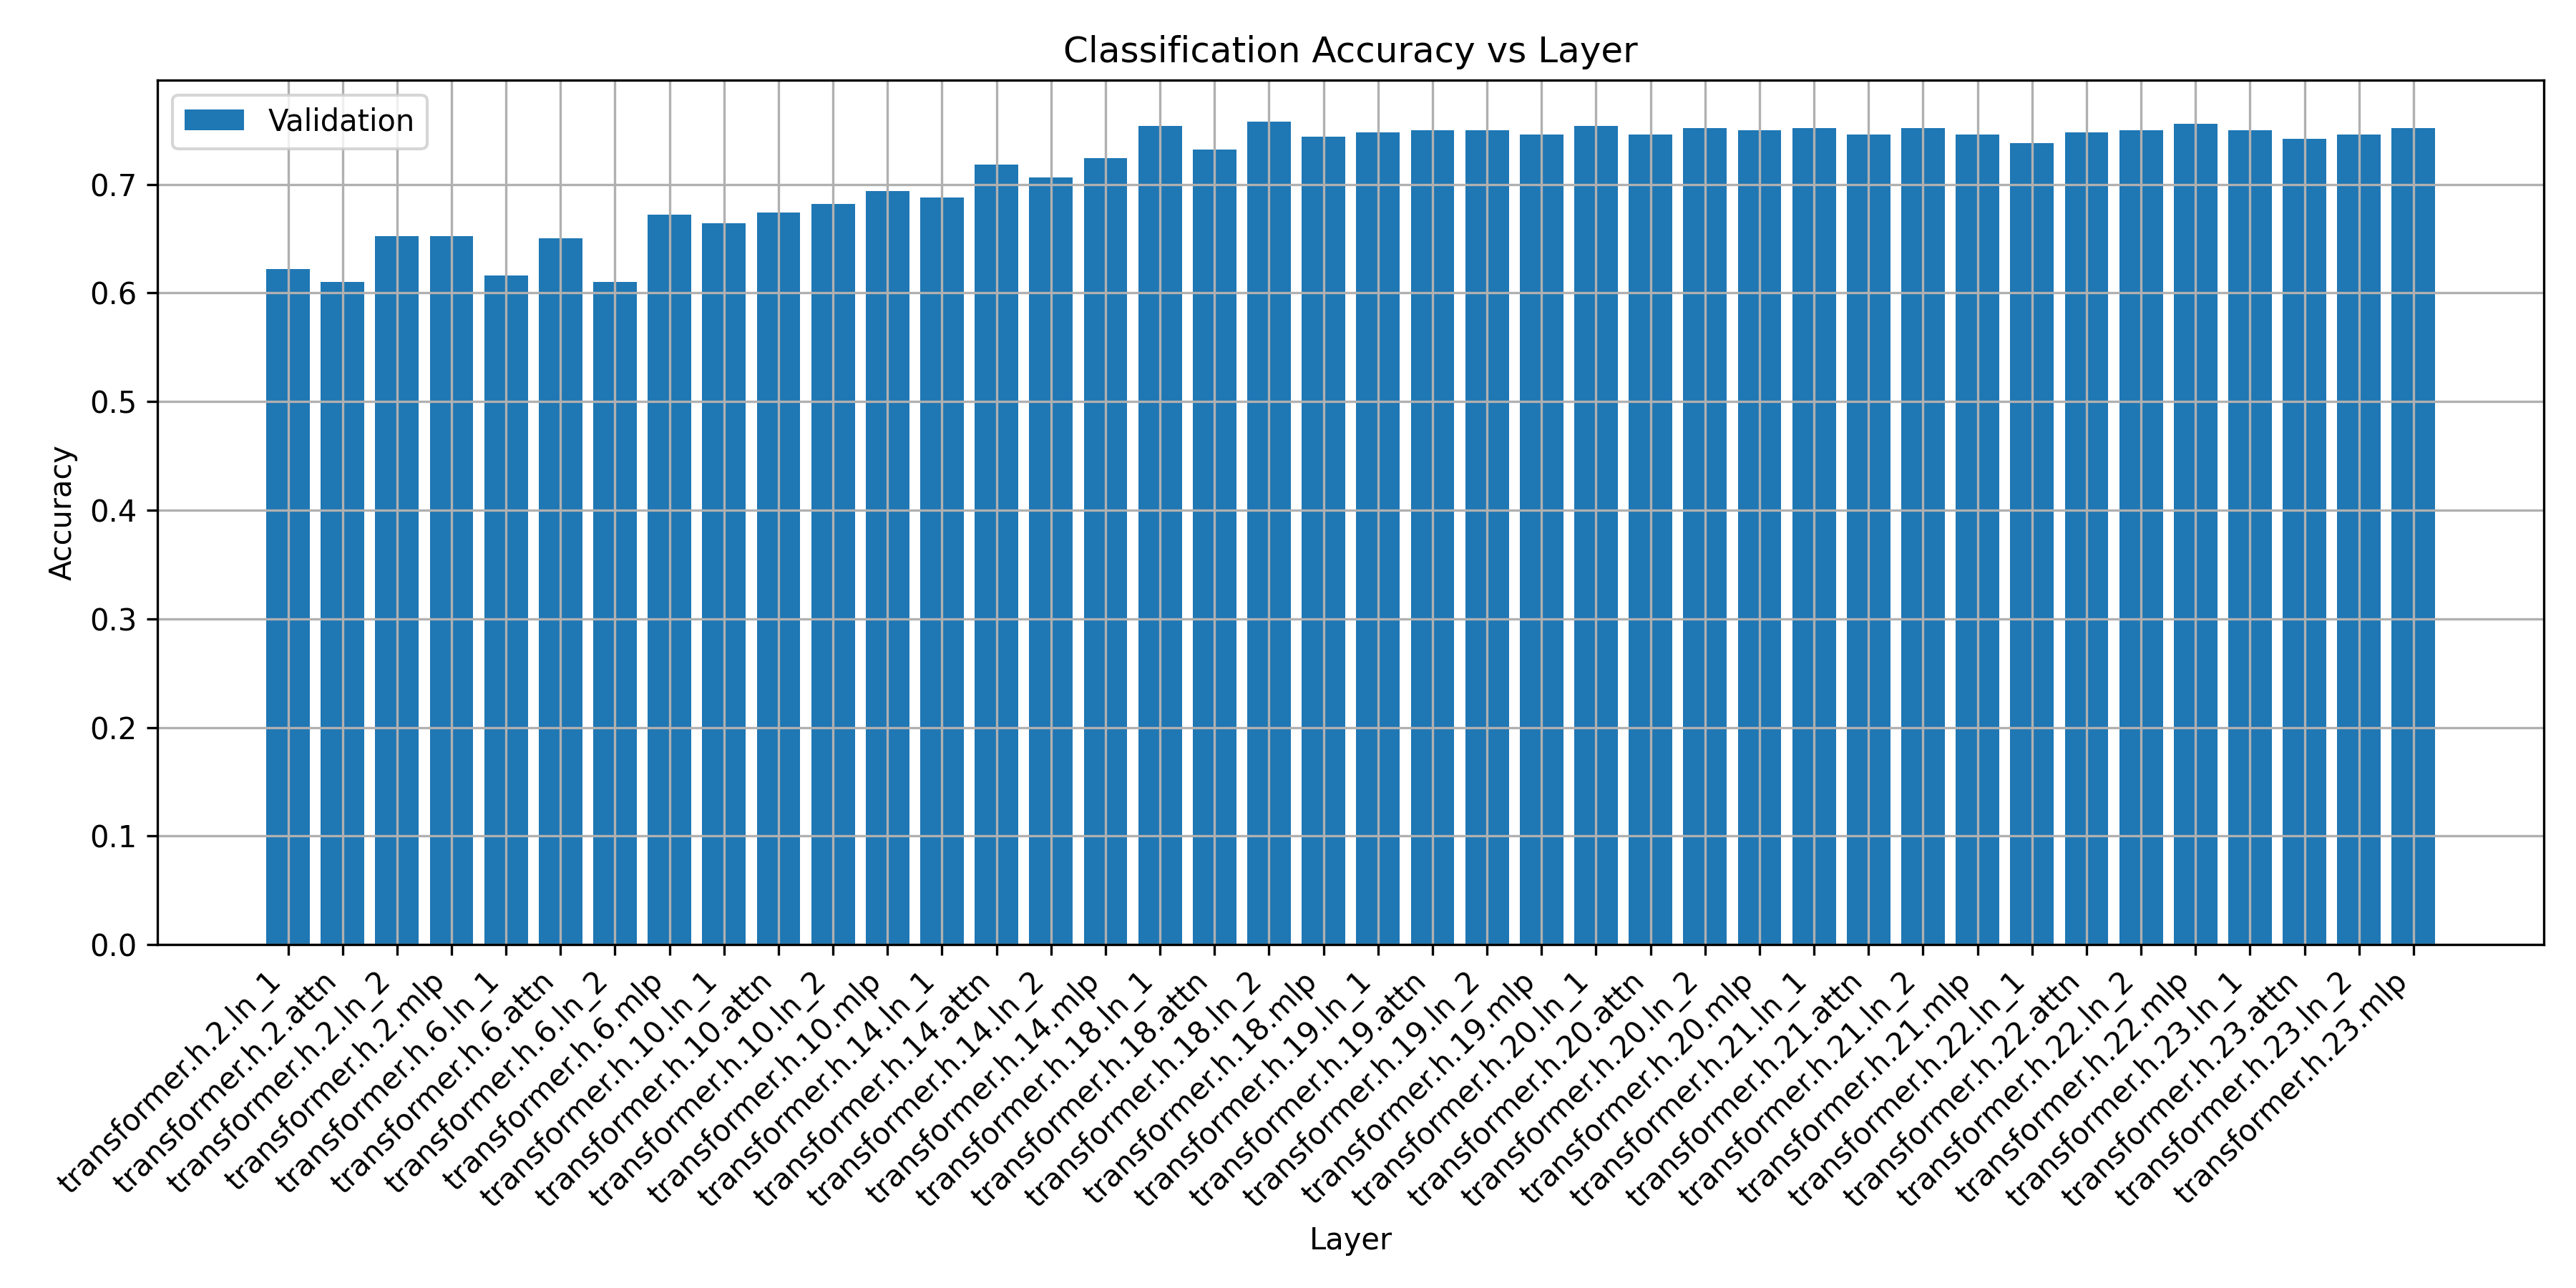 Classification Accuracy vs Layer
Validation
Accuracy
0.7
0.6
0.5
0.4
0.3
0.2
0.1
0.0
transformer.h.2.ln_1
transformer.h.2.attn
transformer.h.2.ln_2
transformer.h.2.mlp
transformer.h.6.ln_1
transformer.h.6.attn
transformer.h.6.ln_2
transformer.h.6.mlp
transformer.h.10.ln_1
transformer.h.10.attn
transformer.h.10.ln_2
transformer.h.10.mlp
transformer.h.14.ln_1
transformer.h.14.attn
transformer.h.14.ln_2
transformer.h.14.mlp
transformer.h.18.ln_1
transformer.h.18.attn
transformer.h.18.ln_2
transformer.h.18.mlp
transformer.h.19.ln_1
transformer.h.19.attn
transformer.h.19.ln_2
transformer.h.19.mlp
transformer.h.20.ln_1
transformer.h.20.attn
transformer.h.20.ln_2
transformer.h.20.mlp
transformer.h.21.ln_1
transformer.h.21.attn
transformer.h.21.ln_2
transformer.h.21.mlp
transformer.h.22.ln_1
transformer.h.22.attn
transformer.h.22.ln_2
transformer.h.22.mlp
transformer.h.23.ln_1
transformer.h.23.attn
transformer.h.23.ln_2
transformer.h.23.mlp
Layer